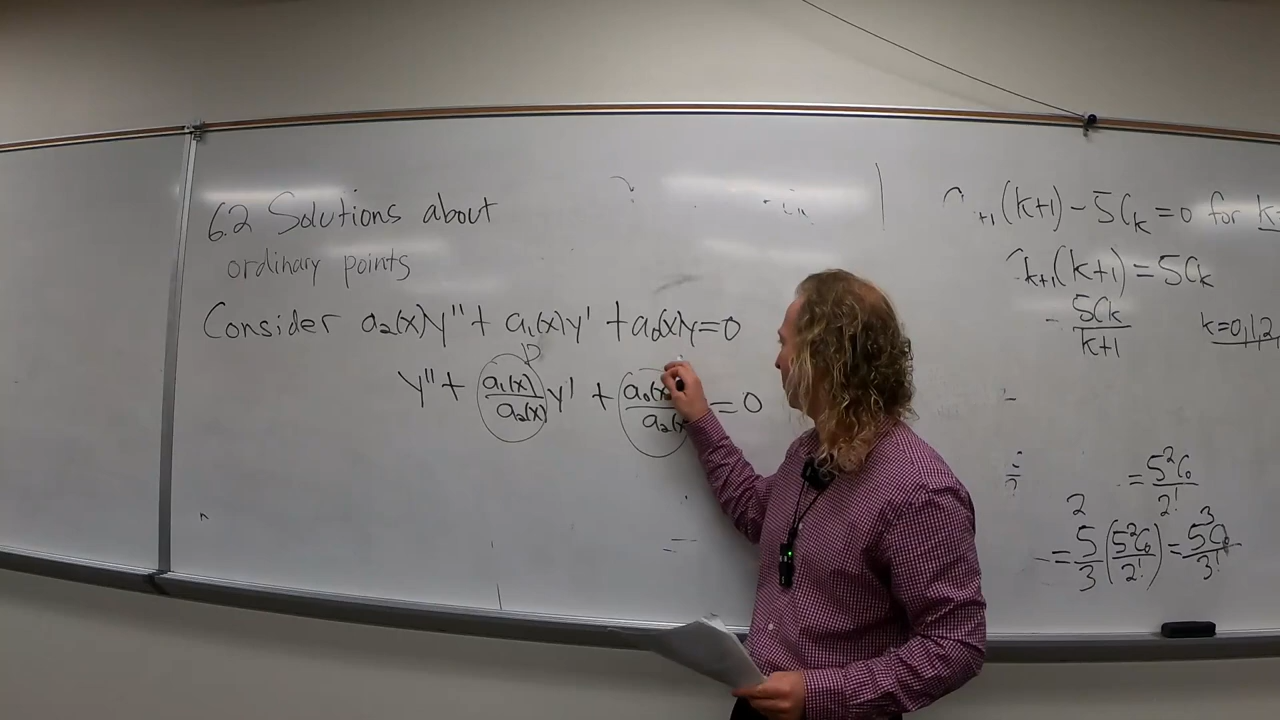 6.2 Solutions about
ordinary points
Consider a₂(x)y" + a₁(x)y' + a₀(x)y = 0
P
y" + a₁(x)/a₂(x) y' + a₀(x)/a₂(x = 0
+1(k+1) - 5Cₖ = 0 for k
k+1(k+1) = 5Cₖ
5Cₖ/k+1
k=0,1,2,
= 5²C₀/2!
= 5/3 (5²C₀/2!) = 5³C₀/3!